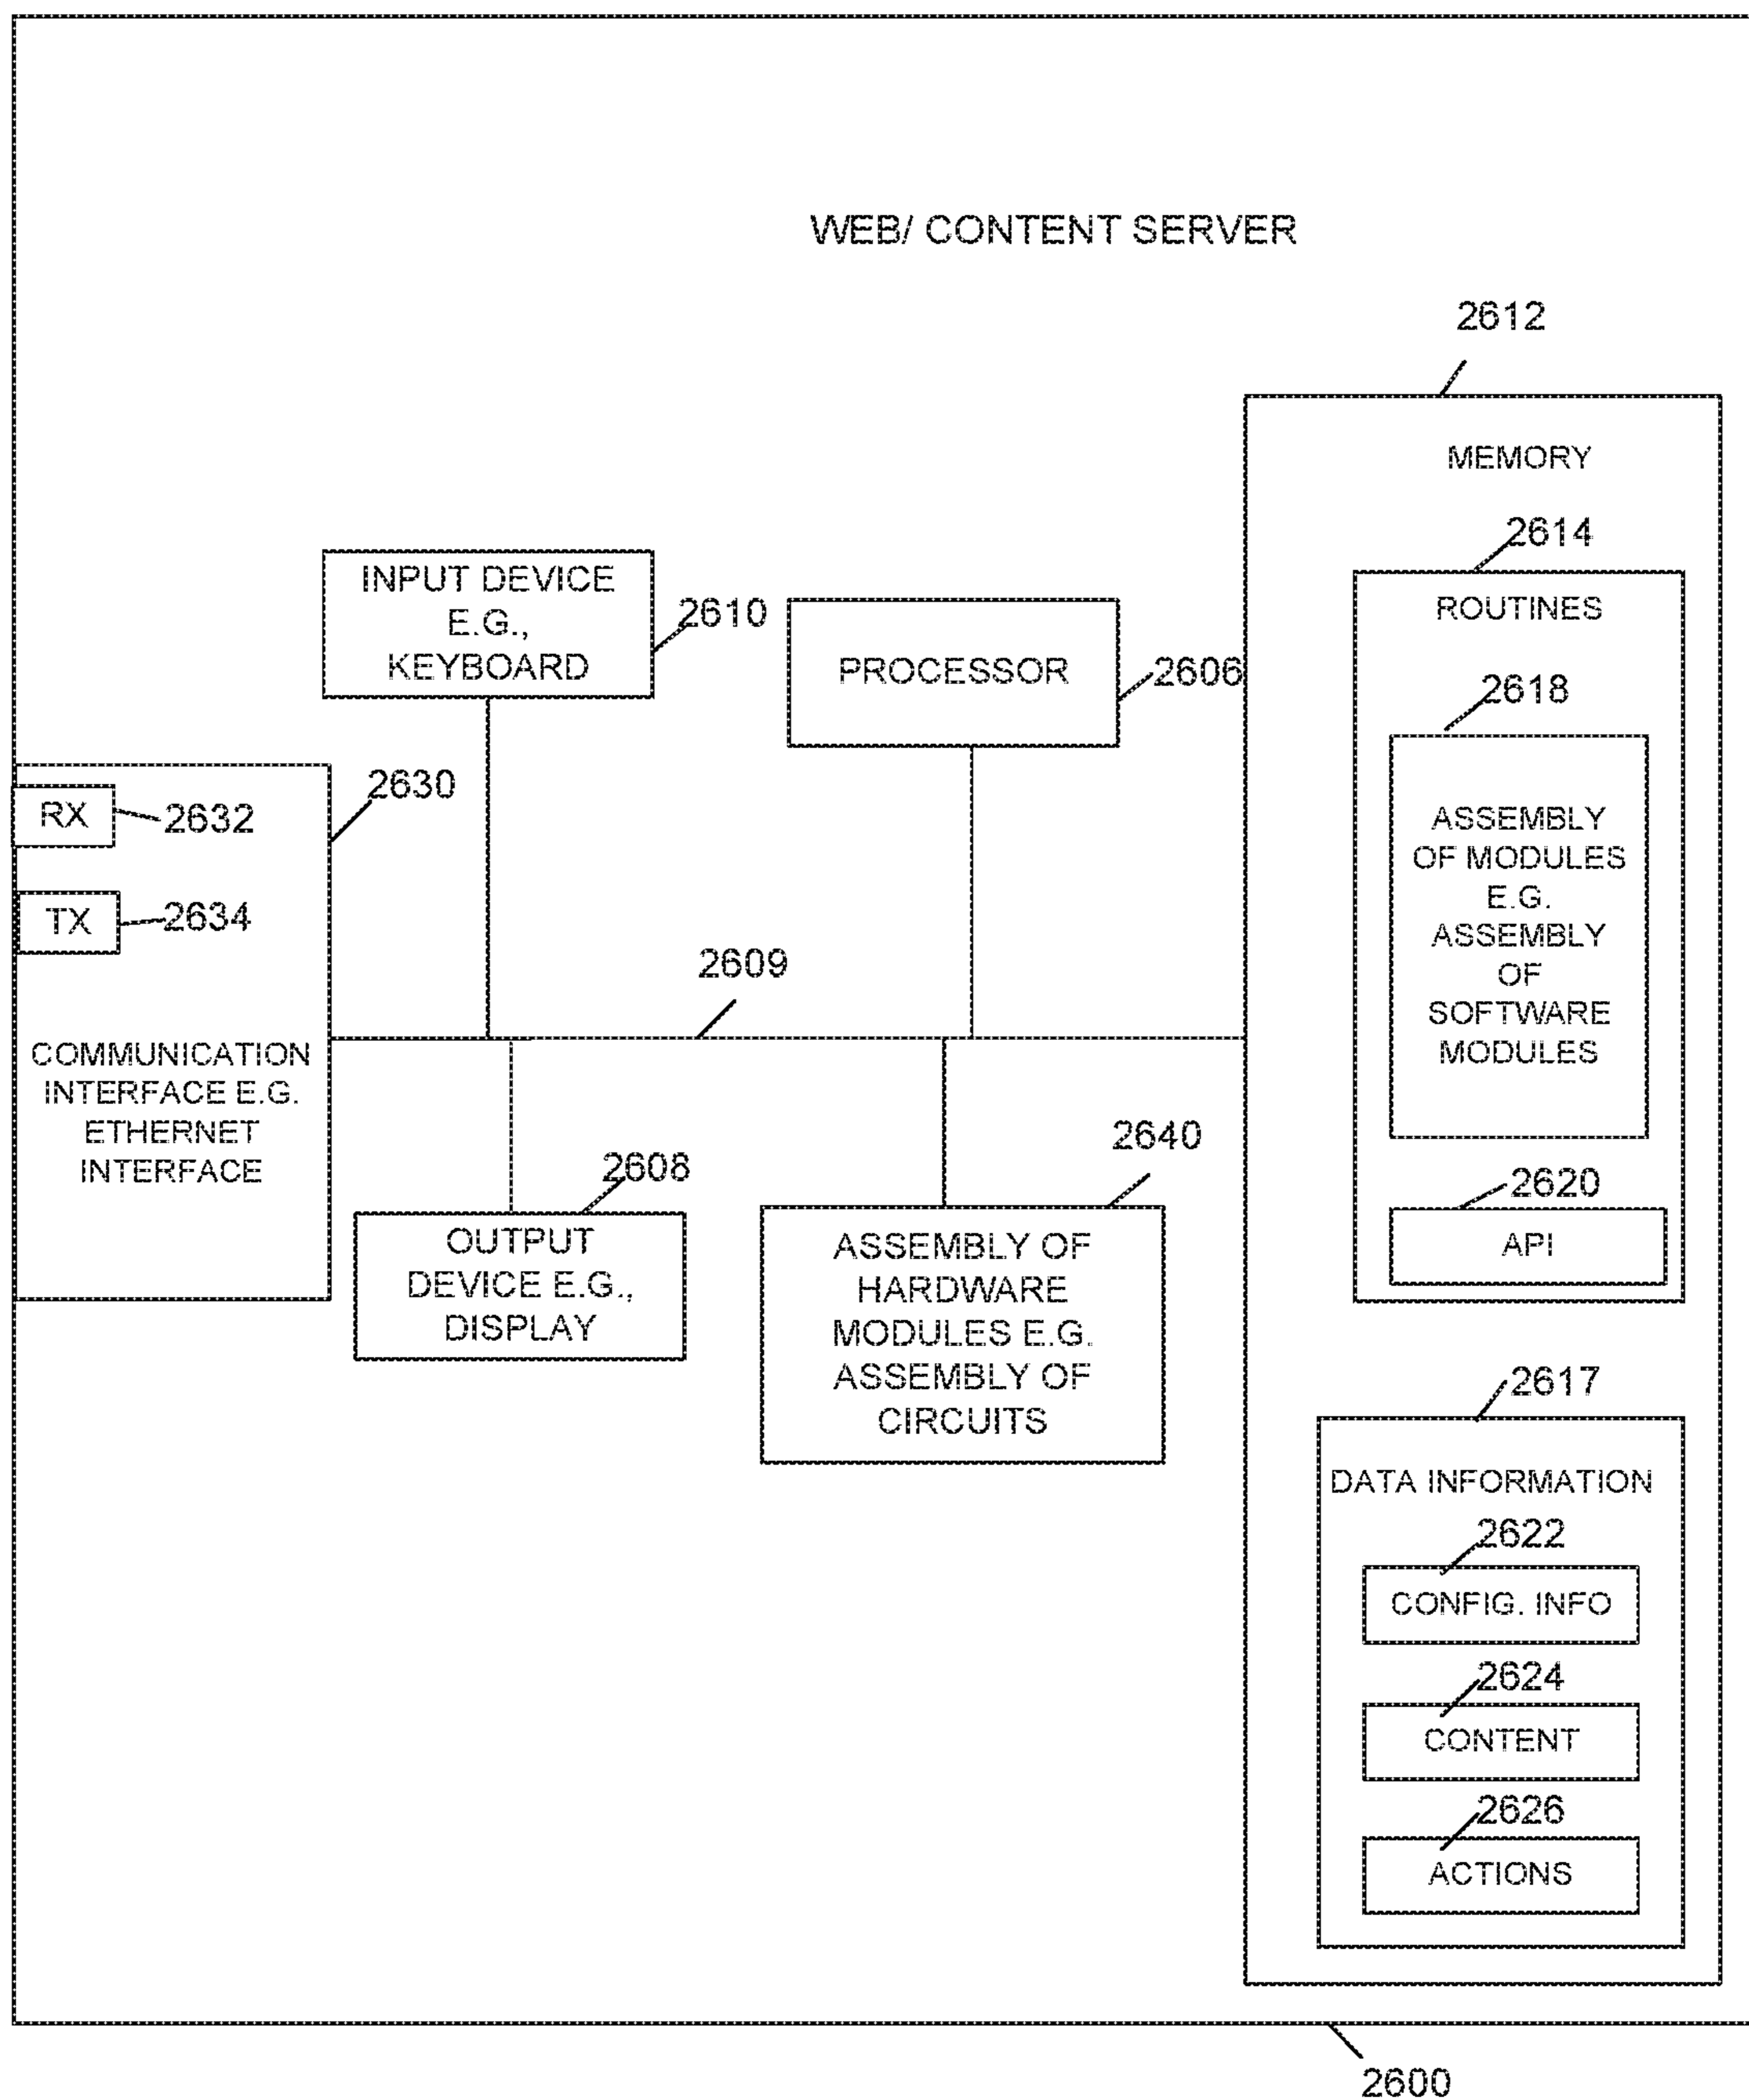 WEB/ CONTENT SERVER
2612
MEMORY
2614
ROUTINES
2618
ASSEMBLY
OF MODULES
E.G.
ASSEMBLY
OF
SOFTWARE
MODULES
2620
API
2617
DATA INFORMATION
2622
CONFIG. INFO
2624
CONTENT
2626
ACTIONS
INPUT DEVICE
E.G.,
KEYBOARD
2610
PROCESSOR
2606
RX
2632
2630
TX
2634
COMMUNICATION
INTERFACE E.G.
ETHERNET
INTERFACE
2609
2608
OUTPUT
DEVICE E.G.,
DISPLAY
2640
ASSEMBLY OF
HARDWARE
MODULES E.G.
ASSEMBLY OF
CIRCUITS
2600